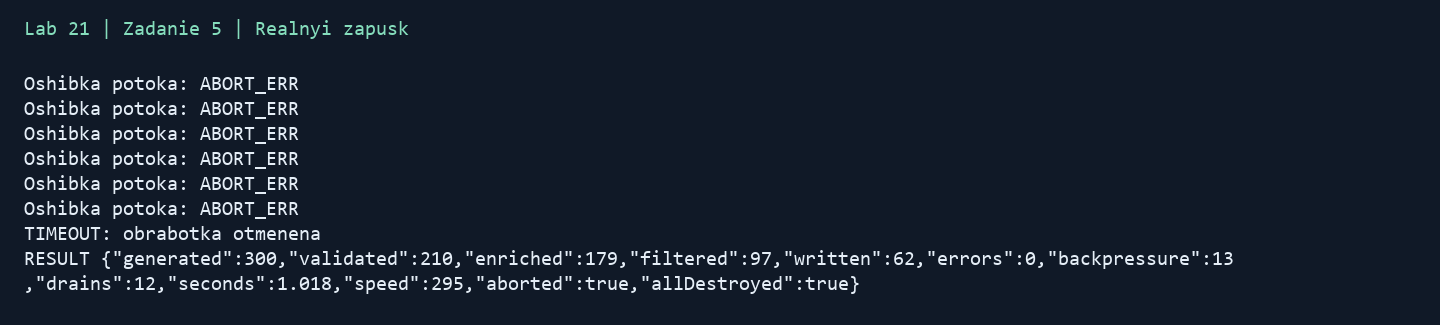 Lab 21 | Zadanie 5 | Realnyi zapusk
Oshibka potoka: ABORT_ERR
Oshibka potoka: ABORT_ERR
Oshibka potoka: ABORT_ERR
Oshibka potoka: ABORT_ERR
Oshibka potoka: ABORT_ERR
Oshibka potoka: ABORT_ERR
TIMEOUT: obrabotka otmenena
RESULT {"generated":300,"validated":210,"enriched":179,"filtered":97,"written":62,"errors":0,"backpressure":13
,"drains":12,"seconds":1.018,"speed":295,"aborted":true,"allDestroyed":true}